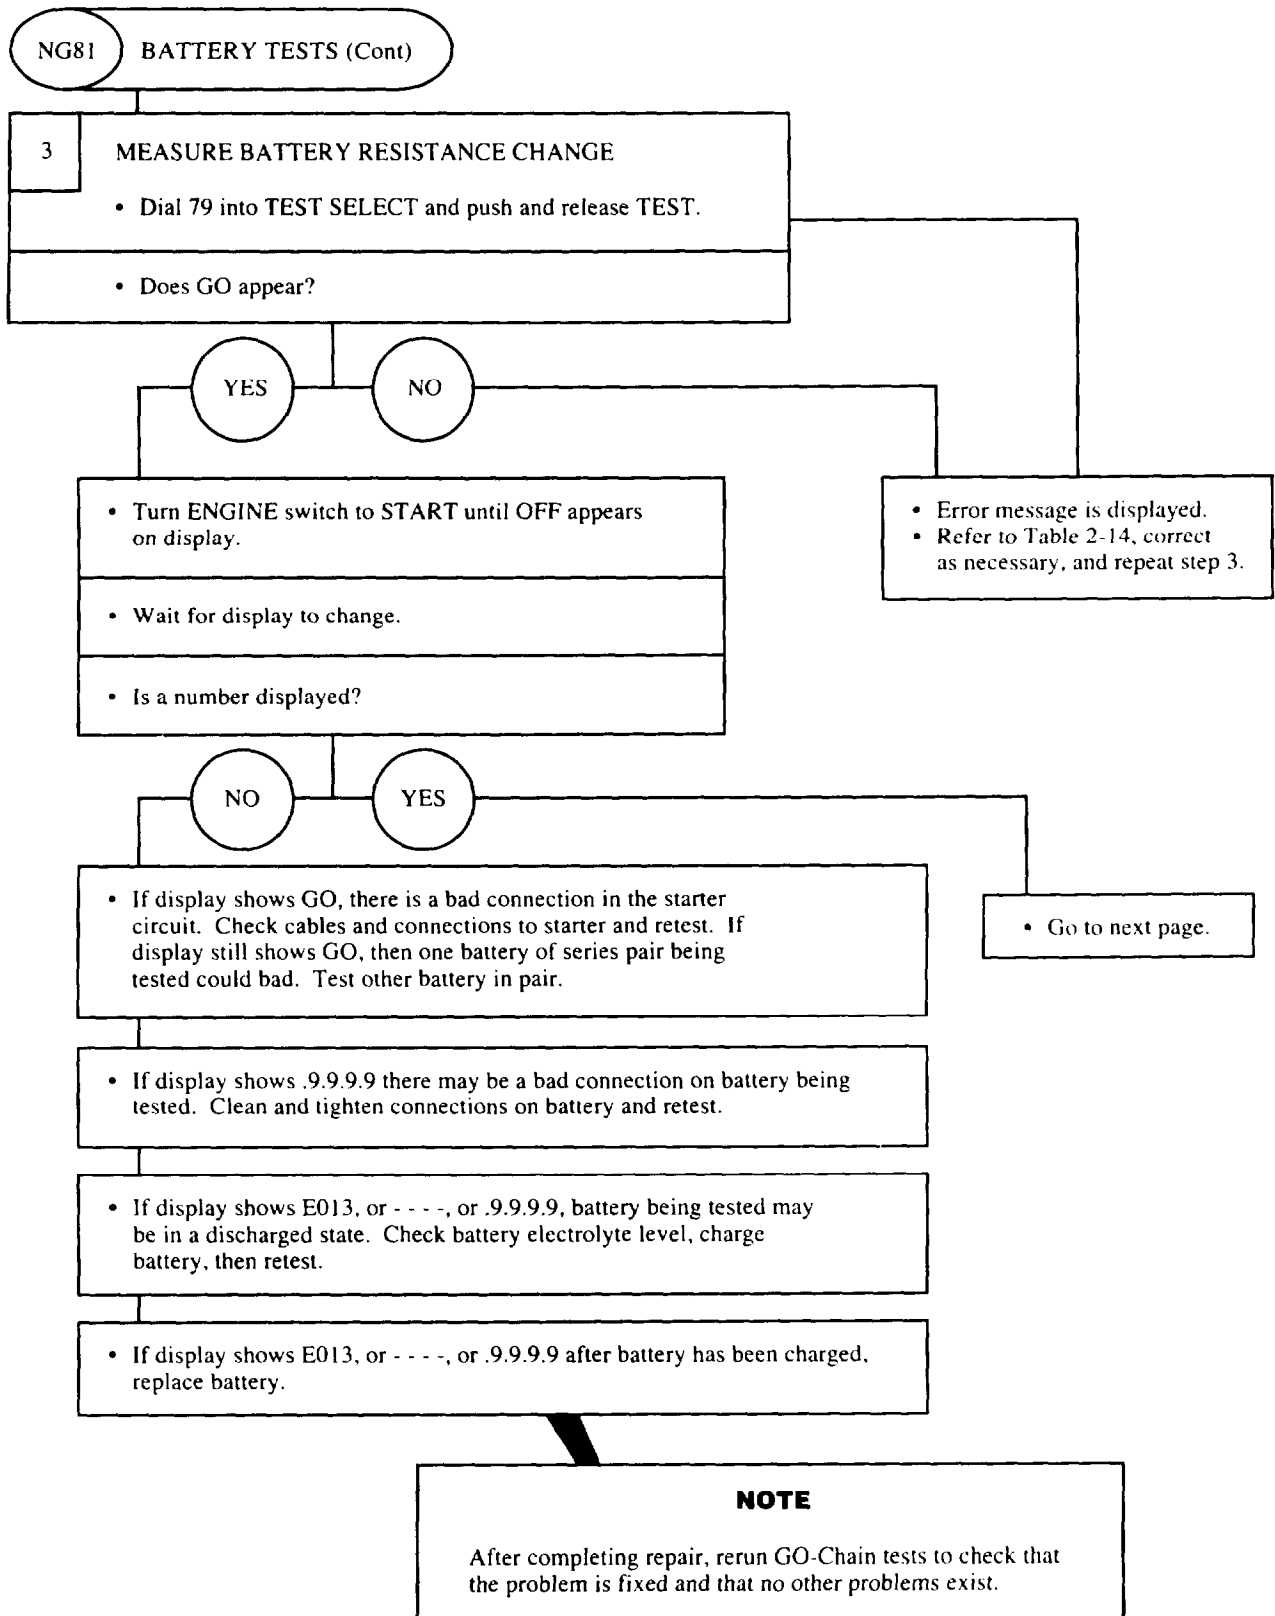 NG81 BATTERY TESTS (Cont)
3 MEASURE BATTERY RESISTANCE CHANGE
• Dial 79 into TEST SELECT and push and release TEST.
• Does GO appear?
YES NO
• Turn ENGINE switch to START until OFF appears
on display.
• Wait for display to change.
• Is a number displayed?
• Error message is displayed.
• Refer to Table 2-14, correct
as necessary, and repeat step 3.
NO YES
• If display shows GO, there is a bad connection in the starter
circuit. Check cables and connections to starter and retest. If
display still shows GO, then one battery of series pair being
tested could bad. Test other battery in pair.
• Go to next page.
• If display shows .9.9.9.9 there may be a bad connection on battery being
tested. Clean and tighten connections on battery and retest.
• If display shows E013, or - - - -, or .9.9.9.9, battery being tested may
be in a discharged state. Check battery electrolyte level, charge
battery, then retest.
• If display shows E013, or - - - -, or .9.9.9.9 after battery has been charged,
replace battery.
NOTE
After completing repair, rerun GO-Chain tests to check that
the problem is fixed and that no other problems exist.